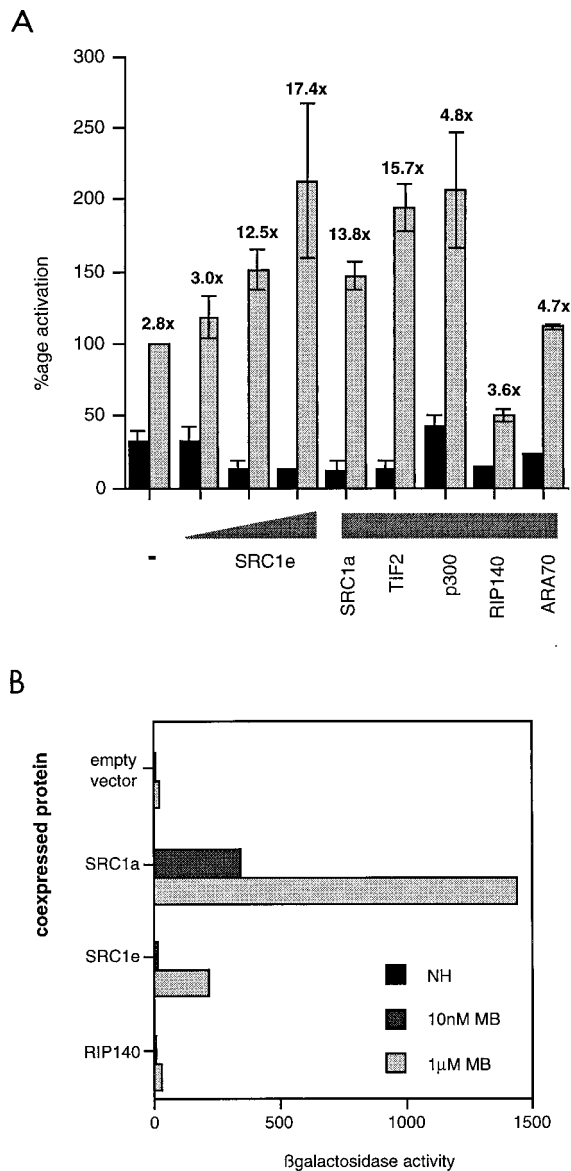 A
300
250
200
150
100
50
0
%age activation
2.8x
3.0x
12.5x
17.4x
13.8x
15.7x
4.8x
3.6x
4.7x
-
SRC1e
SRC1a
TIF2
p300
RIP140
ARA70
B
coexpressed protein
empty
vector
SRC1a
SRC1e
RIP140
NH
10nM MB
1μM MB
0
500
1000
1500
βgalactosidase activity